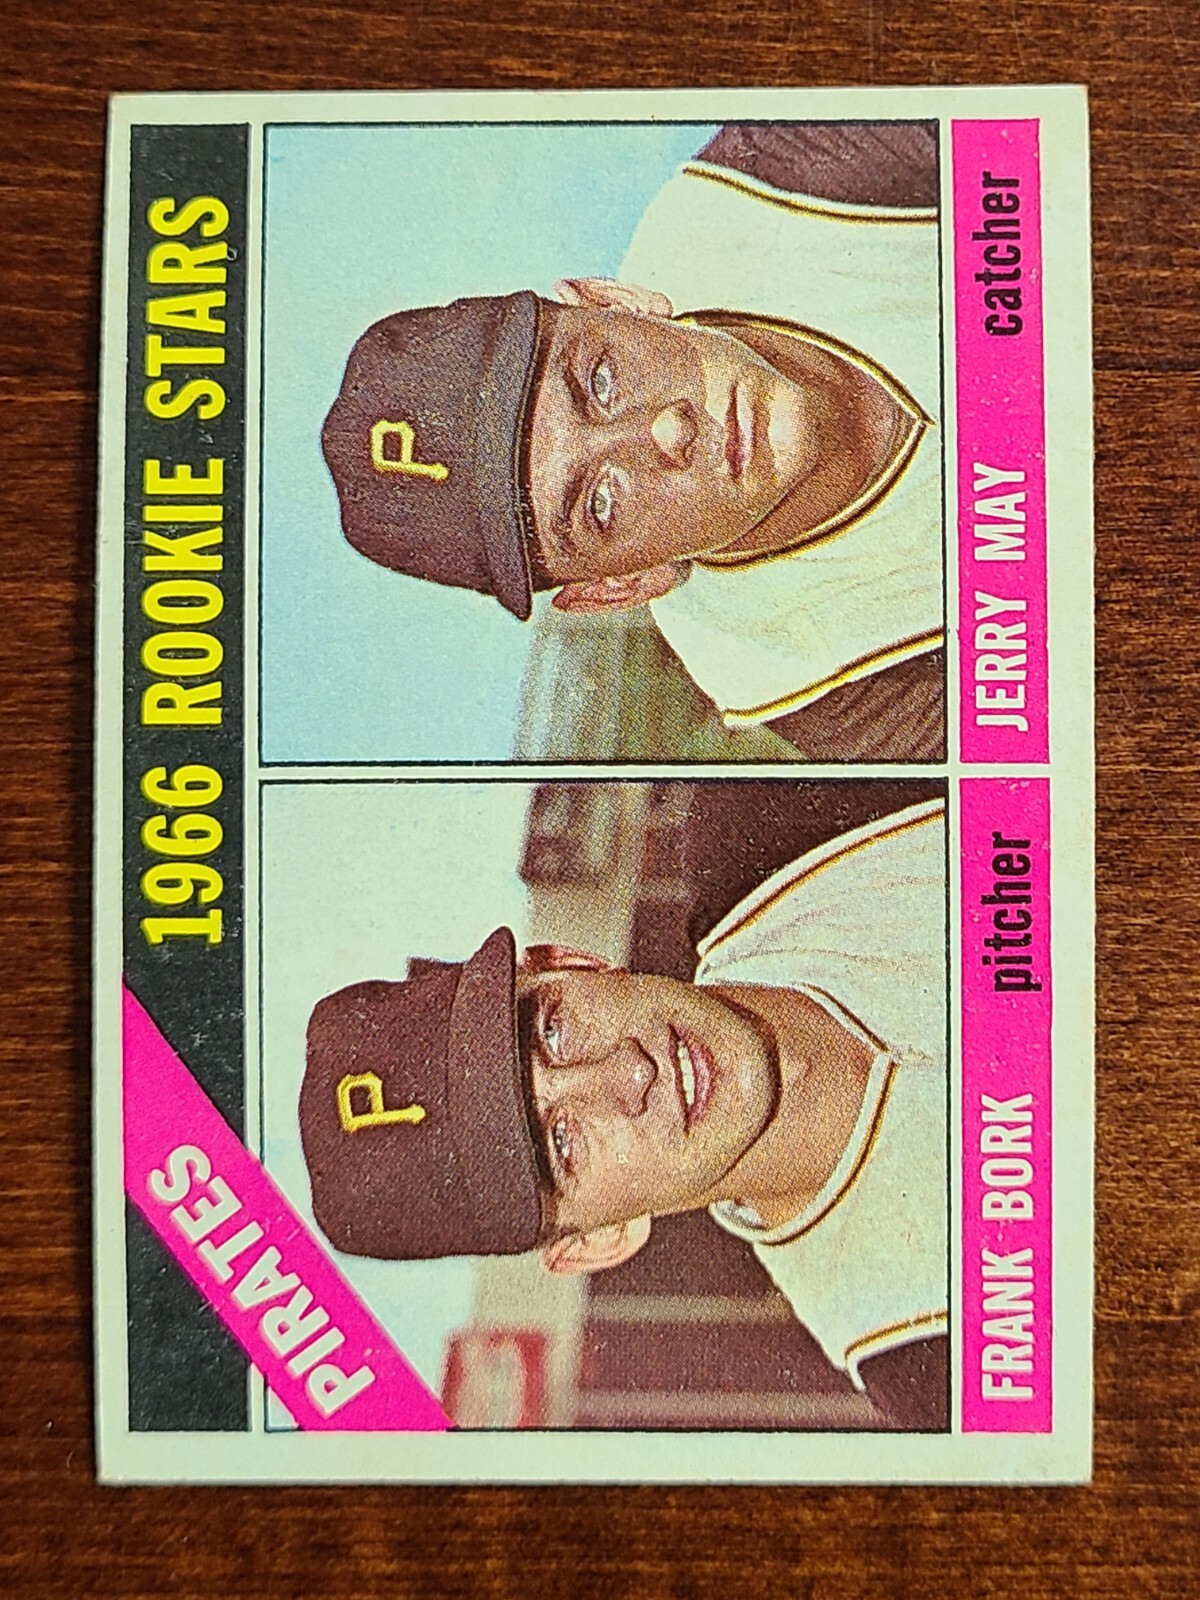 1966 ROOKIE STARS
PIRATES
P
P
FRANK BORK pitcher
JERRY MAY catcher